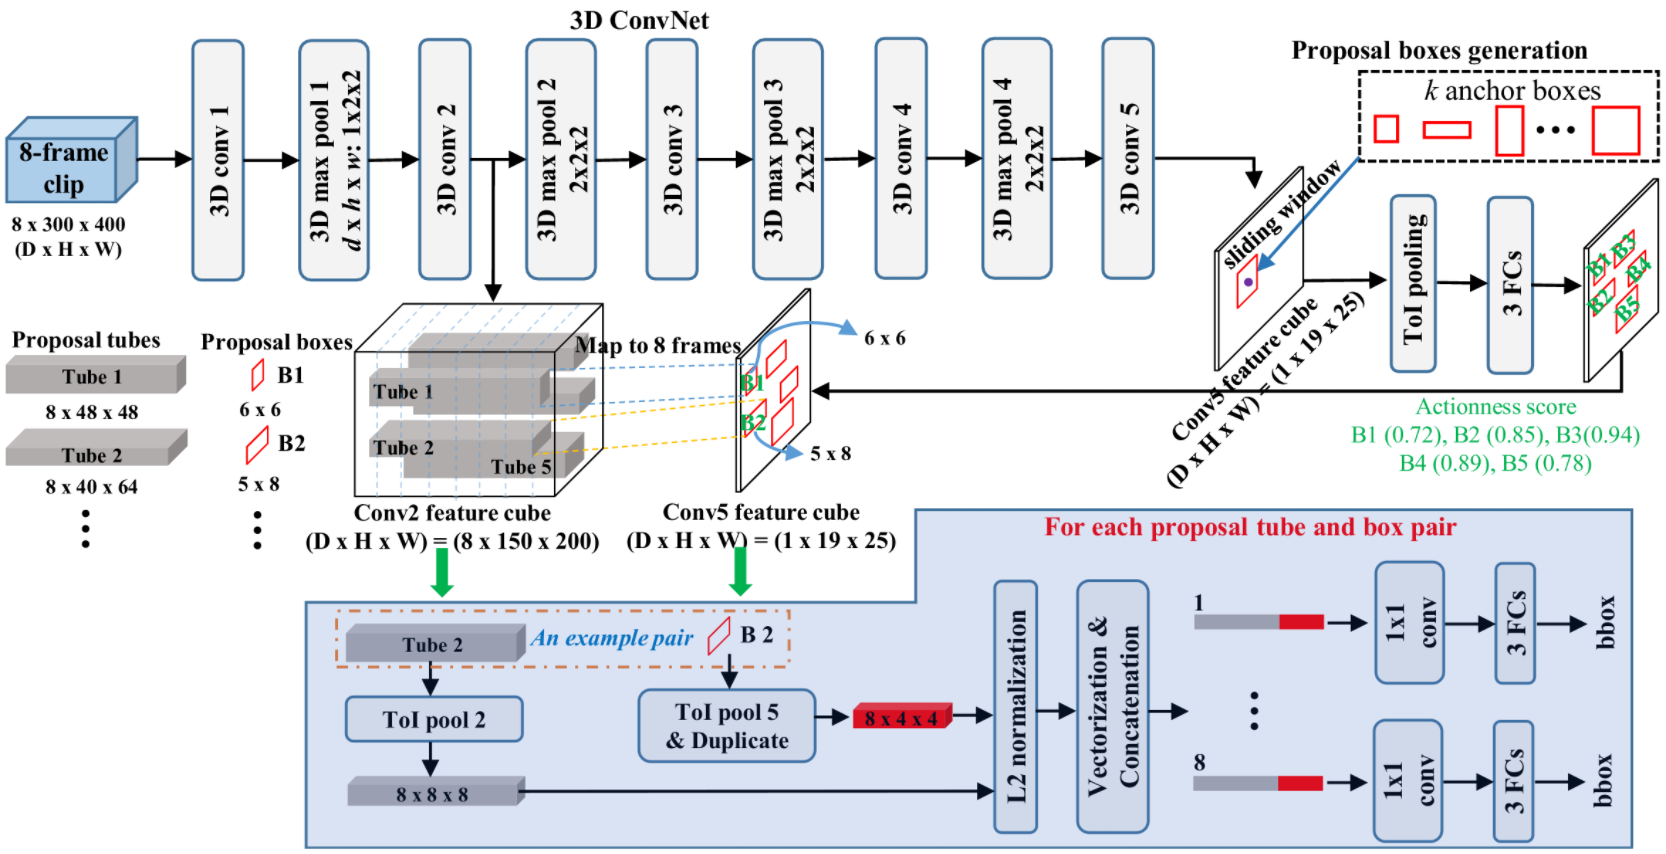 3D ConvNet
8-frame
clip
8 x 300 x 400
(D x H x W)
3D conv 1
3D max pool 1
d x h x w: 1x2x2
3D conv 2
3D max pool 2
2x2x2
3D conv 3
3D max pool 3
2x2x2
3D conv 4
3D max pool 4
2x2x2
3D conv 5
Proposal boxes generation
k anchor boxes
sliding window
Conv5 feature cube
(D x H x W) = (1 x 19 x 25)
ToI pooling
3 FCs
B1
B3
B4
B2
B5
Actionness score
B1 (0.72), B2 (0.85), B3(0.94)
B4 (0.89), B5 (0.78)
Proposal tubes
Tube 1
8 x 48 x 48
Tube 2
8 x 40 x 64
Proposal boxes
B1
6 x 6
B2
5 x 8
Tube 1
Tube 2
Tube 5
Map to 8 frames
B1
B2
6 x 6
5 x 8
Conv2 feature cube
(D x H x W) = (8 x 150 x 200)
Conv5 feature cube
(D x H x W) = (1 x 19 x 25)
For each proposal tube and box pair
Tube 2
An example pair
B 2
ToI pool 2
ToI pool 5
& Duplicate
8 x 4 x 4
8 x 8 x 8
L2 normalization
Vectorization &
Concatenation
1
1x1
conv
3 FCs
bbox
8
1x1
conv
3 FCs
bbox